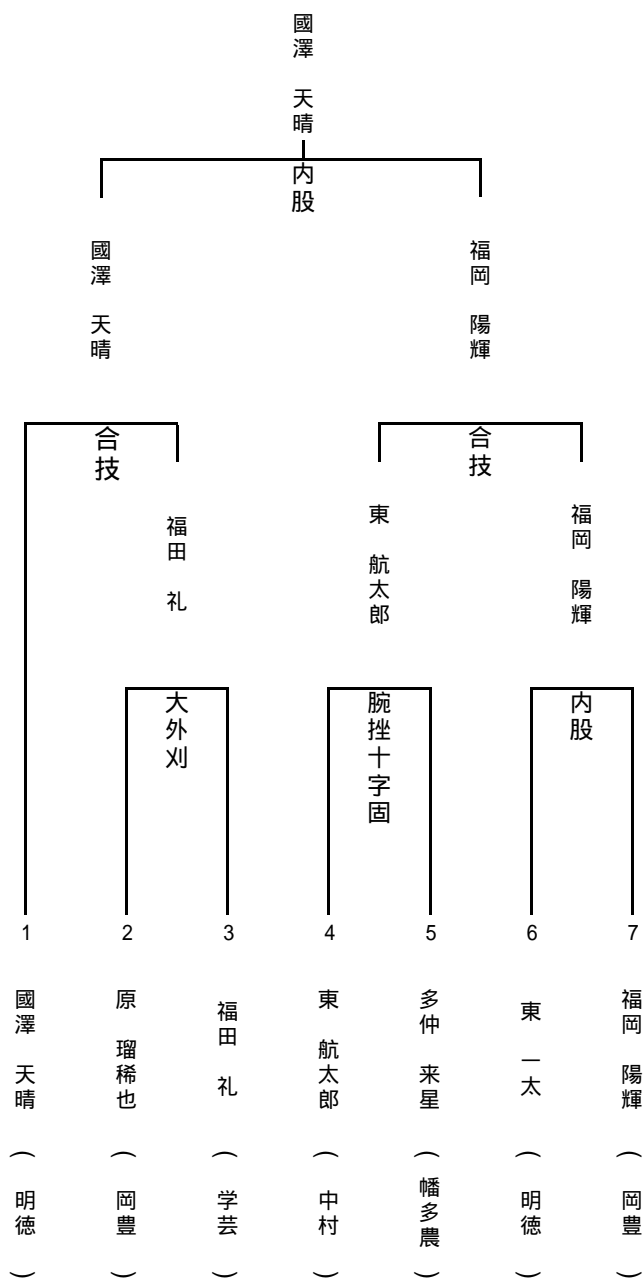 國澤 天晴
内股
國澤 天晴
福岡 陽輝
合技
合技
福田 礼
東 航太郎
福岡 陽輝
大外刈
腕挫十字固
内股
1
2
3
4
5
6
7
國澤 天晴 (明徳)
原 瑠稀也 (岡豊)
福田 礼 (学芸)
東 航太郎 (中村)
多仲 来星 (幡多農)
東 一太 (明徳)
福岡 陽輝 (岡豊)